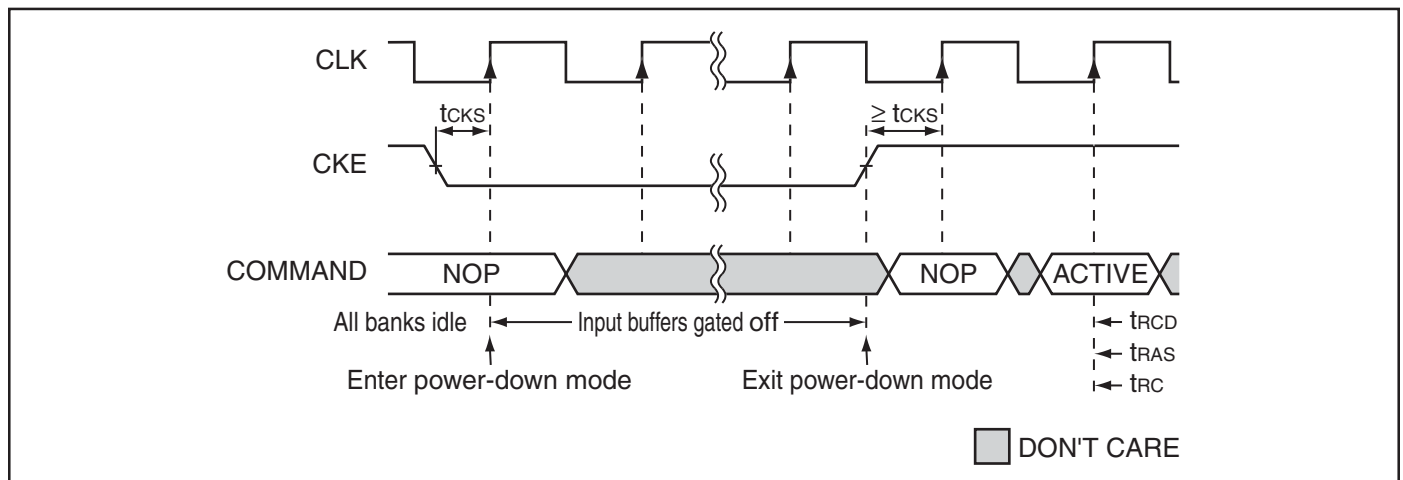 CLK
tCKS
≥ tCKS
CKE
COMMAND
NOP
NOP
ACTIVE
All banks idle
Input buffers gated off
tRCD
tRAS
tRC
Enter power-down mode
Exit power-down mode
DON'T CARE